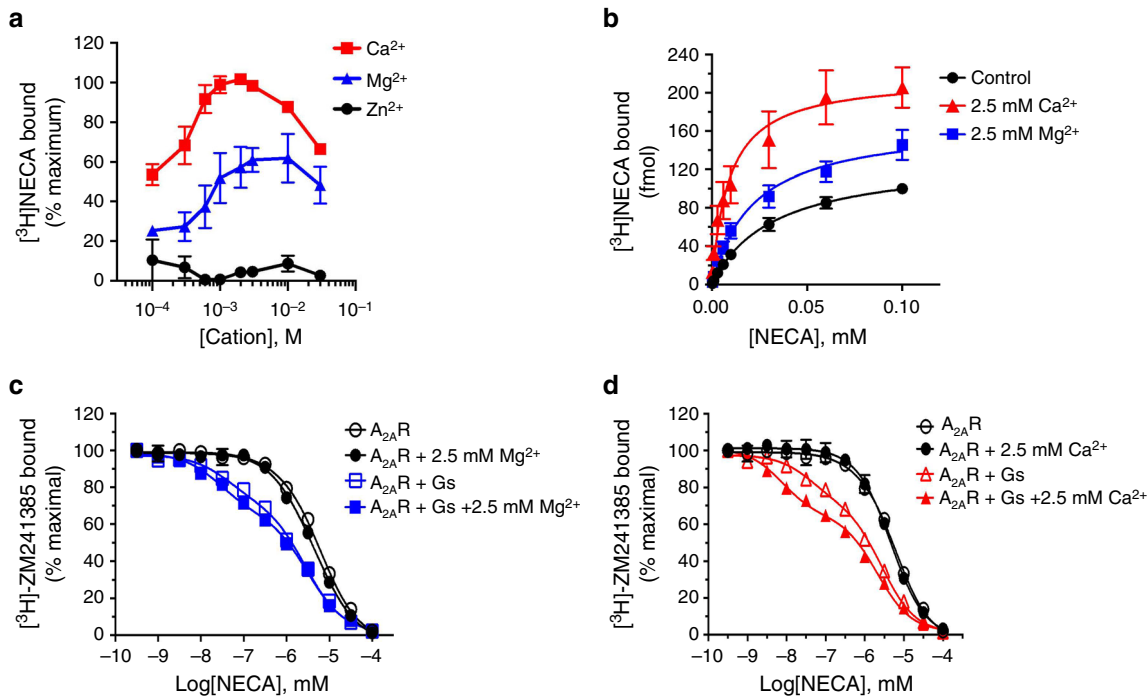 a
120
100
80
60
40
20
0
[³H]NECA bound
(% maximum)
10⁻⁴
10⁻³
10⁻²
10⁻¹
[Cation], M
Ca²⁺
Mg²⁺
Zn²⁺
b
240
200
160
120
80
40
0
[³H]NECA bound
(fmol)
0.00
0.05
0.10
[NECA], mM
Control
2.5 mM Ca²⁺
2.5 mM Mg²⁺
c
120
100
80
60
40
20
0
[³H]-ZM241385 bound
(% maximal)
–10
–9
–8
–7
–6
–5
–4
Log[NECA], mM
A₂AR
A₂AR + 2.5 mM Mg²⁺
A₂AR + Gs
A₂AR + Gs +2.5 mM Mg²⁺
d
120
100
80
60
40
20
0
[³H]-ZM241385 bound
(% maximal)
–10
–9
–8
–7
–6
–5
–4
Log[NECA], mM
A₂AR
A₂AR + 2.5 mM Ca²⁺
A₂AR + Gs
A₂AR + Gs +2.5 mM Ca²⁺